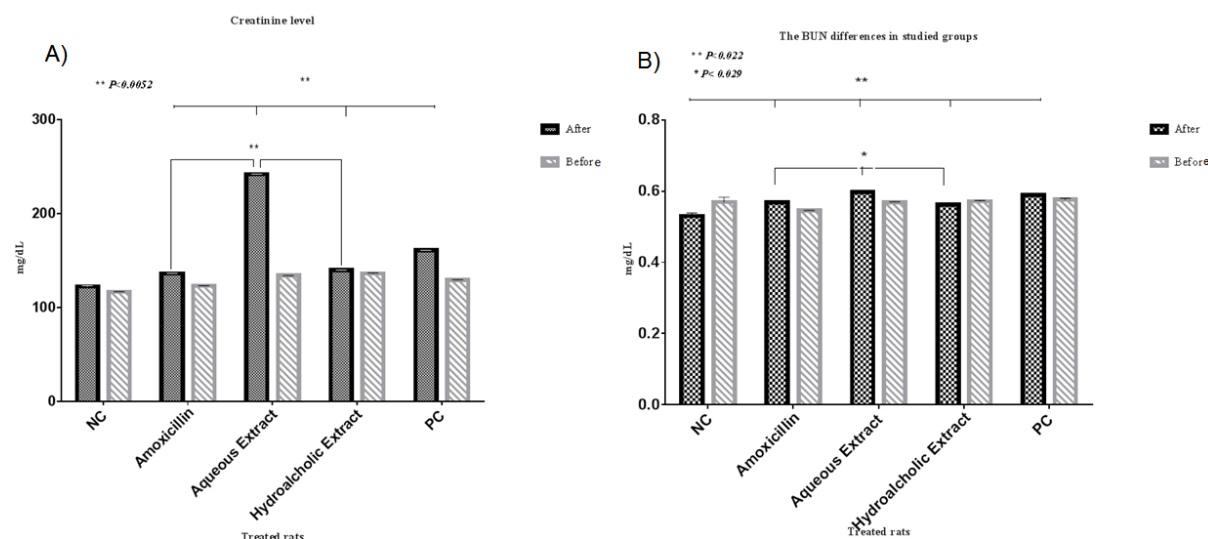 Creatinine level
A)
** P<0.0052
**
**
300
200
100
0
mg/dL
After
Before
NC
Amoxicillin
Aqueous Extract
Hydroalcholic Extract
PC
Treated rats
The BUN differences in studied groups
B)
** P<0.022
* P< 0.029
**
*
0.8
0.6
0.4
0.2
0.0
mg/dL
After
Before
NC
Amoxicillin
Aqueous Extract
Hydroalcholic Extract
PC
Treated rats